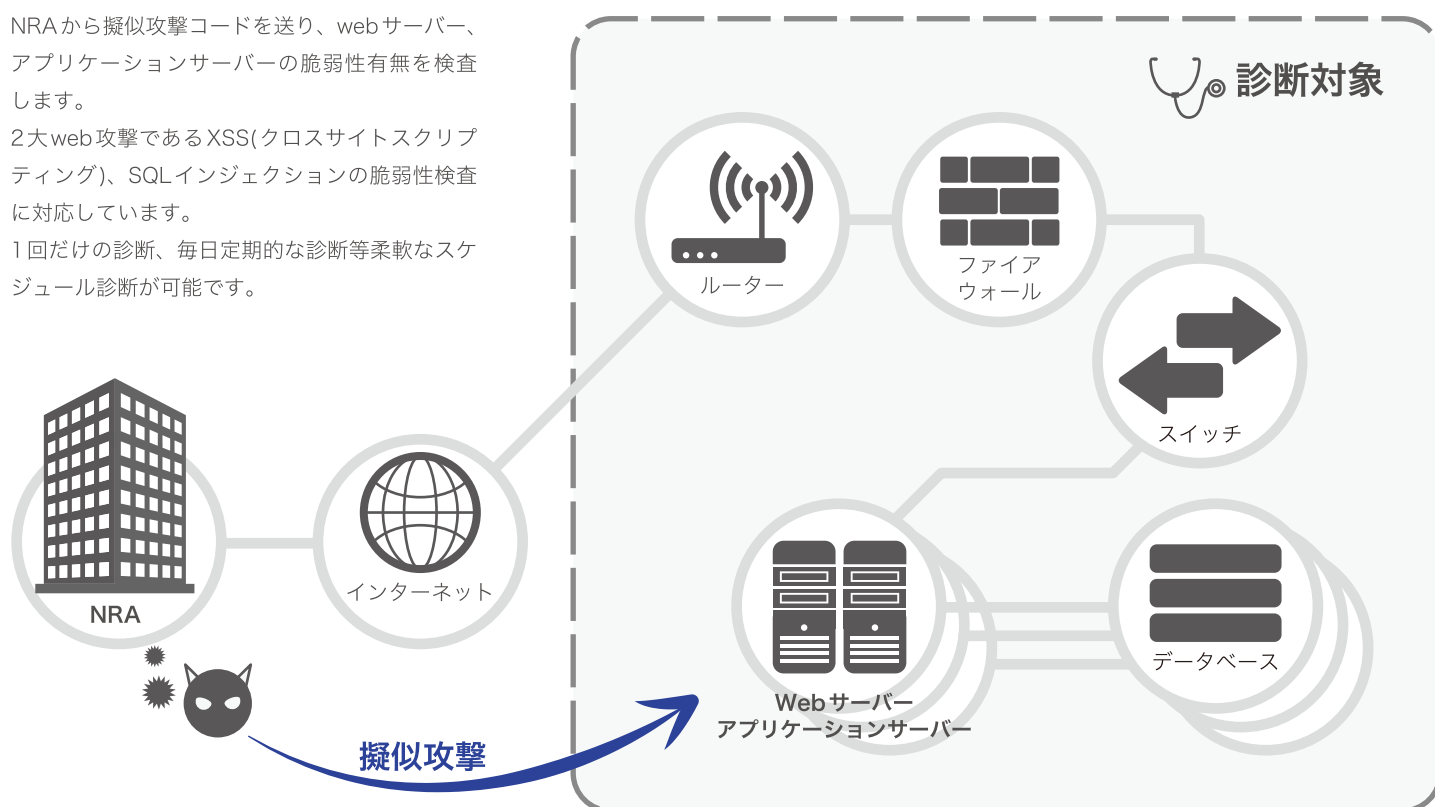 NRAから擬似攻撃コードを送り、webサーバー、
アプリケーションサーバーの脆弱性有無を検査
します。
2大web攻撃であるXSS(クロスサイトスクリプ
ティング)、SQLインジェクションの脆弱性検査
に対応しています。
1回だけの診断、毎日定期的な診断等柔軟なスケ
ジュール診断が可能です。
診断対象
ルーター
ファイア
ウォール
スイッチ
インターネット
NRA
データベース
Webサーバー
アプリケーションサーバー
擬似攻撃